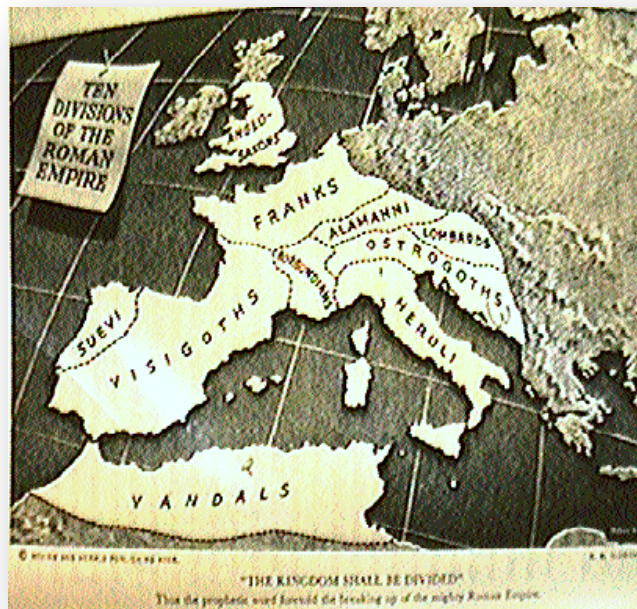 TEN
DIVISIONS
OF THE
ROMAN
EMPIRE
ANGLO-
SAXONS
FRANKS
ALAMANNI
LOMBARDS
OSTROGOTHS
BURGUNDIANS
HERULI
SUEVI
VISIGOTHS
VANDALS
"THE KINGDOM SHALL BE DIVIDED"
Thus the prophetic word foretold the breaking up of the mighty Roman Empire.